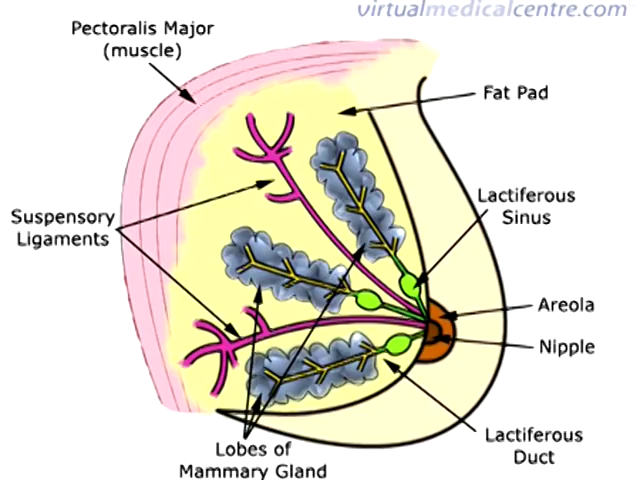 virtualmedicalcentre.com
Pectoralis Major
(muscle)
Fat Pad
Lactiferous
Sinus
Suspensory
Ligaments
Areola
Nipple
Lactiferous
Duct
Lobes of
Mammary Gland